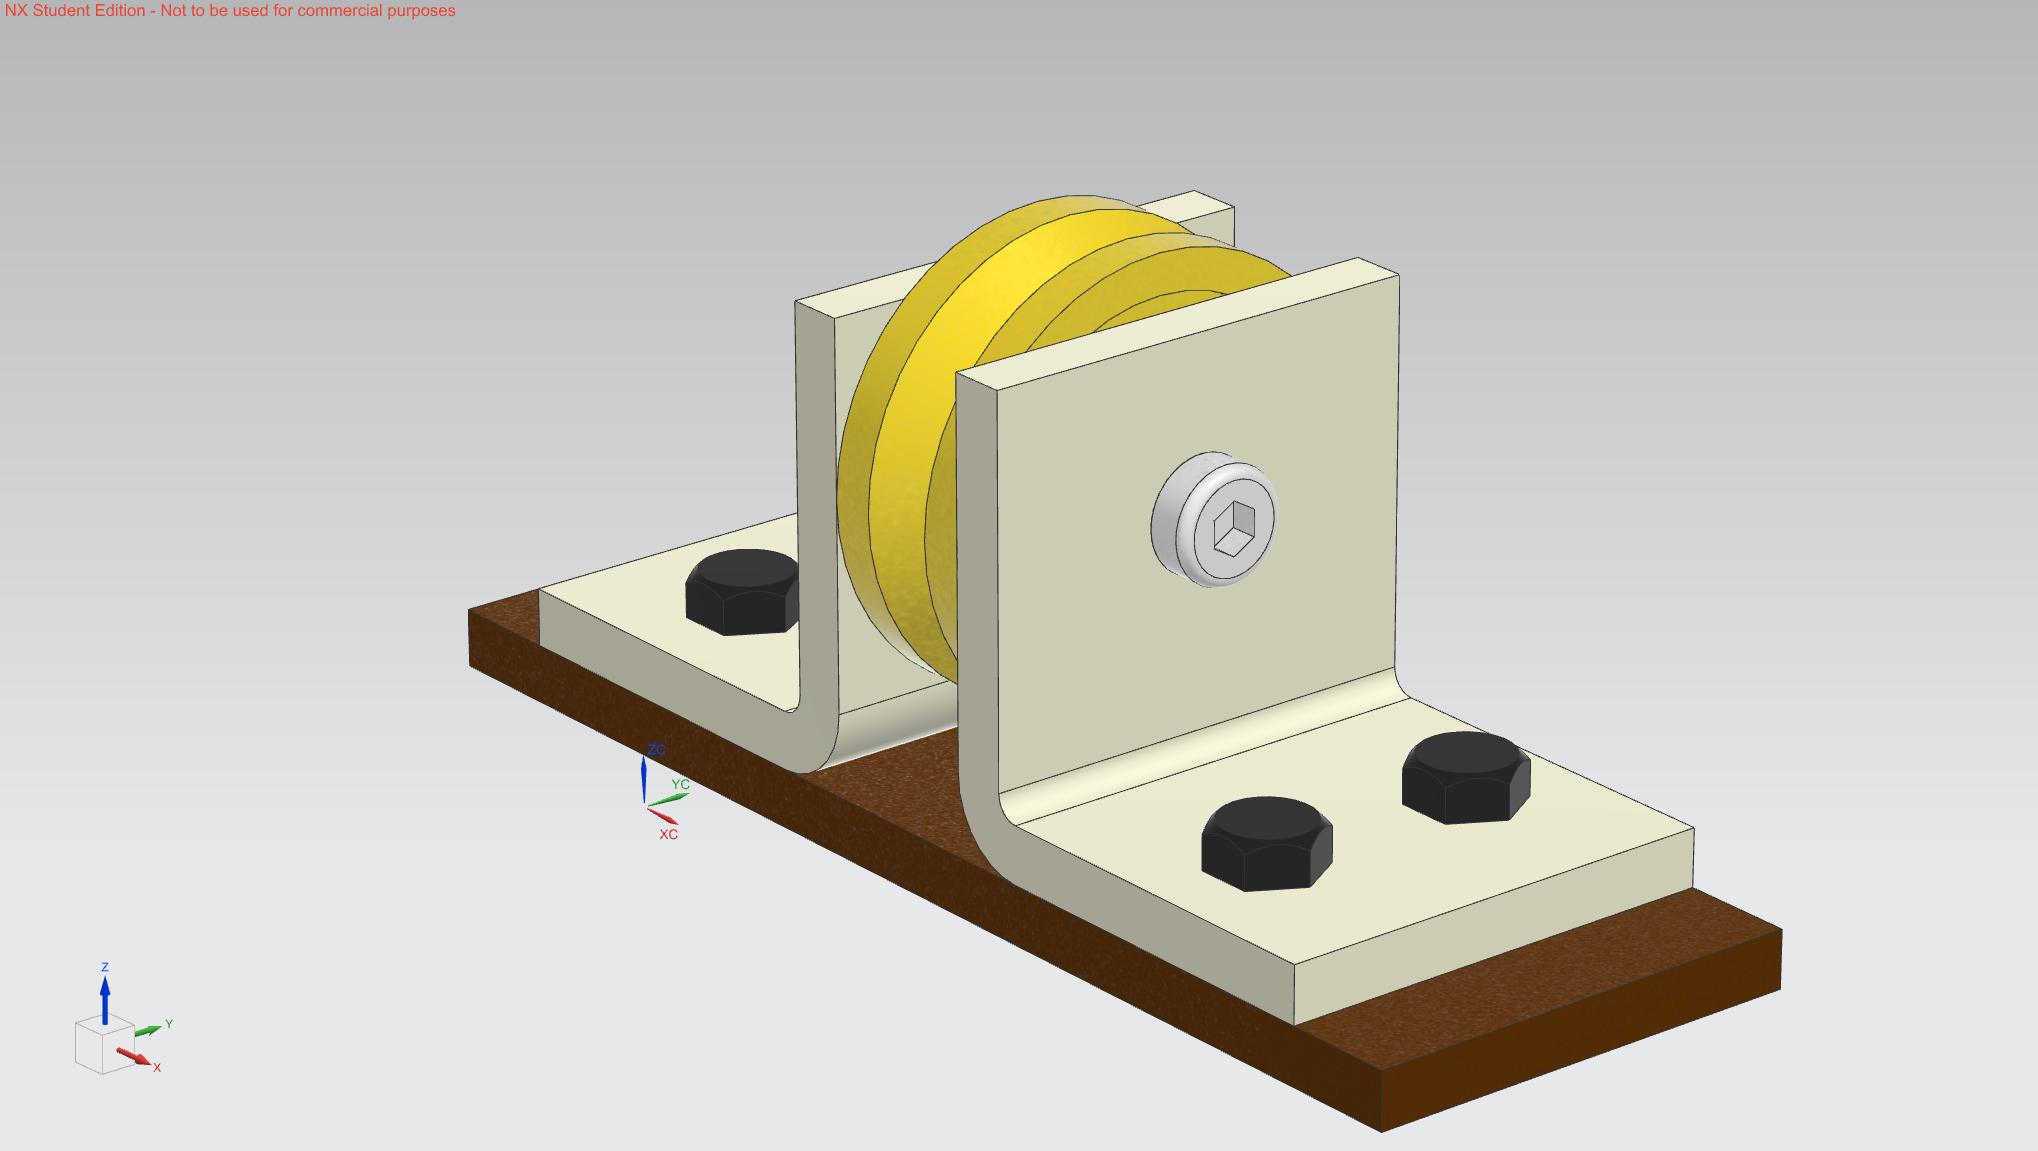 NX Student Edition - Not to be used for commercial purposes
ZC
YC
XC
Z
Y
X